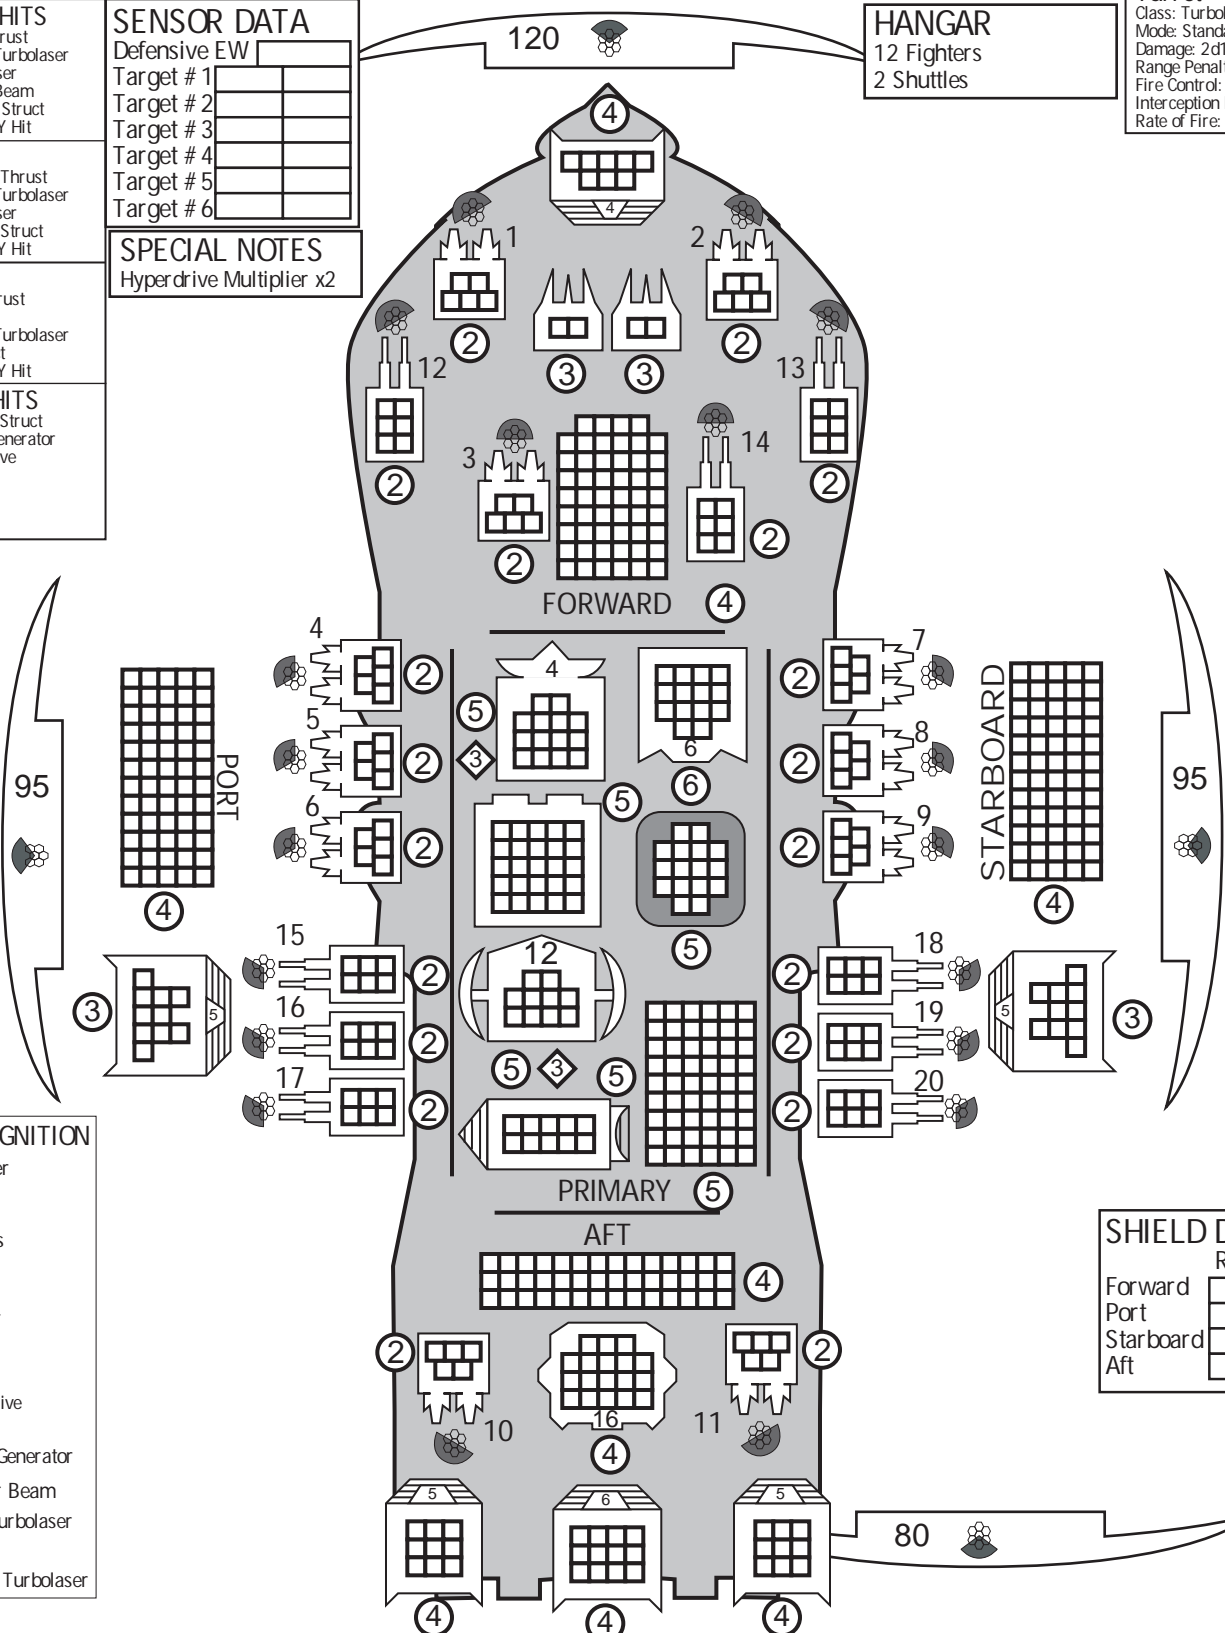 HITS
rust
Turbolaser
ser
Beam
Struct
Y Hit
Thrust
Turbolaser
ser
Struct
Y Hit
rust
Turbolaser
t
Y Hit
HITS
Struct
enerator
ve
SENSOR DATA
Defensive EW
Target # 1
Target # 2
Target # 3
Target # 4
Target # 5
Target # 6
SPECIAL NOTES
Hyperdrive Multiplier x2
120
HANGAR
12 Fighters
2 Shuttles
Class: Turbol
Mode: Standa
Damage: 2d1
Range Penalt
Fire Control:
Interception
Rate of Fire:
4
4
1
2
2
2
3
3
12
13
2
2
3
14
2
2
FORWARD
4
4
2
5
2
6
2
7
2
8
2
9
2
4
5
3
6
6
5
5
PORT
4
95
STARBOARD
4
95
15
2
16
2
17
2
18
2
19
2
20
2
5
3
5
3
12
5
3
5
PRIMARY
5
AFT
4
2
10
16
4
2
11
5
4
6
4
5
4
80
GNITION
er
s
ive
Generator
r Beam
urbolaser
Turbolaser
SHIELD D
R
Forward
Port
Starboard
Aft